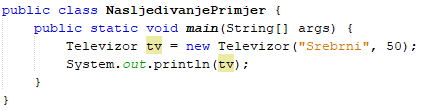 public class NasljedivanjePrimjer {
    public static void main(String[] args) {
        Televizor tv = new Televizor("Srebrni", 50);
        System.out.println(tv);
    }
}